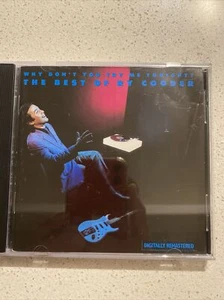 WHY DON'T YOU TRY ME TONIGHT?
THE BEST OF RY COODER
DIGITALLY REMASTERED